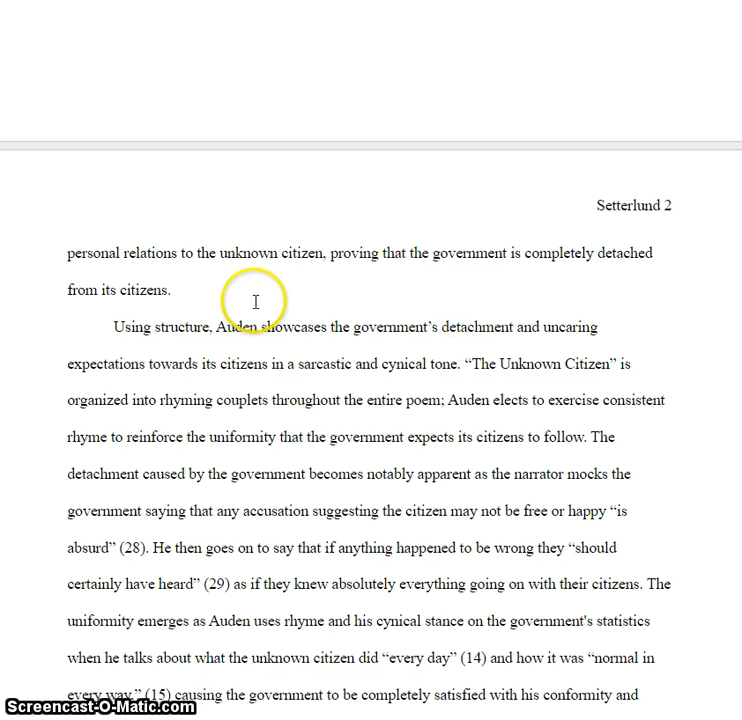 Setterlund 2
personal relations to the unknown citizen, proving that the government is completely detached
from its citizens.
Using structure, Auden showcases the government’s detachment and uncaring
expectations towards its citizens in a sarcastic and cynical tone. “The Unknown Citizen” is
organized into rhyming couplets throughout the entire poem; Auden elects to exercise consistent
rhyme to reinforce the uniformity that the government expects its citizens to follow. The
detachment caused by the government becomes notably apparent as the narrator mocks the
government saying that any accusation suggesting the citizen may not be free or happy “is
absurd” (28). He then goes on to say that if anything happened to be wrong they “should
certainly have heard” (29) as if they knew absolutely everything going on with their citizens. The
uniformity emerges as Auden uses rhyme and his cynical stance on the government's statistics
when he talks about what the unknown citizen did “every day” (14) and how it was “normal in
every way,” (15) causing the government to be completely satisfied with his conformity and
Screencast-O-Matic.com